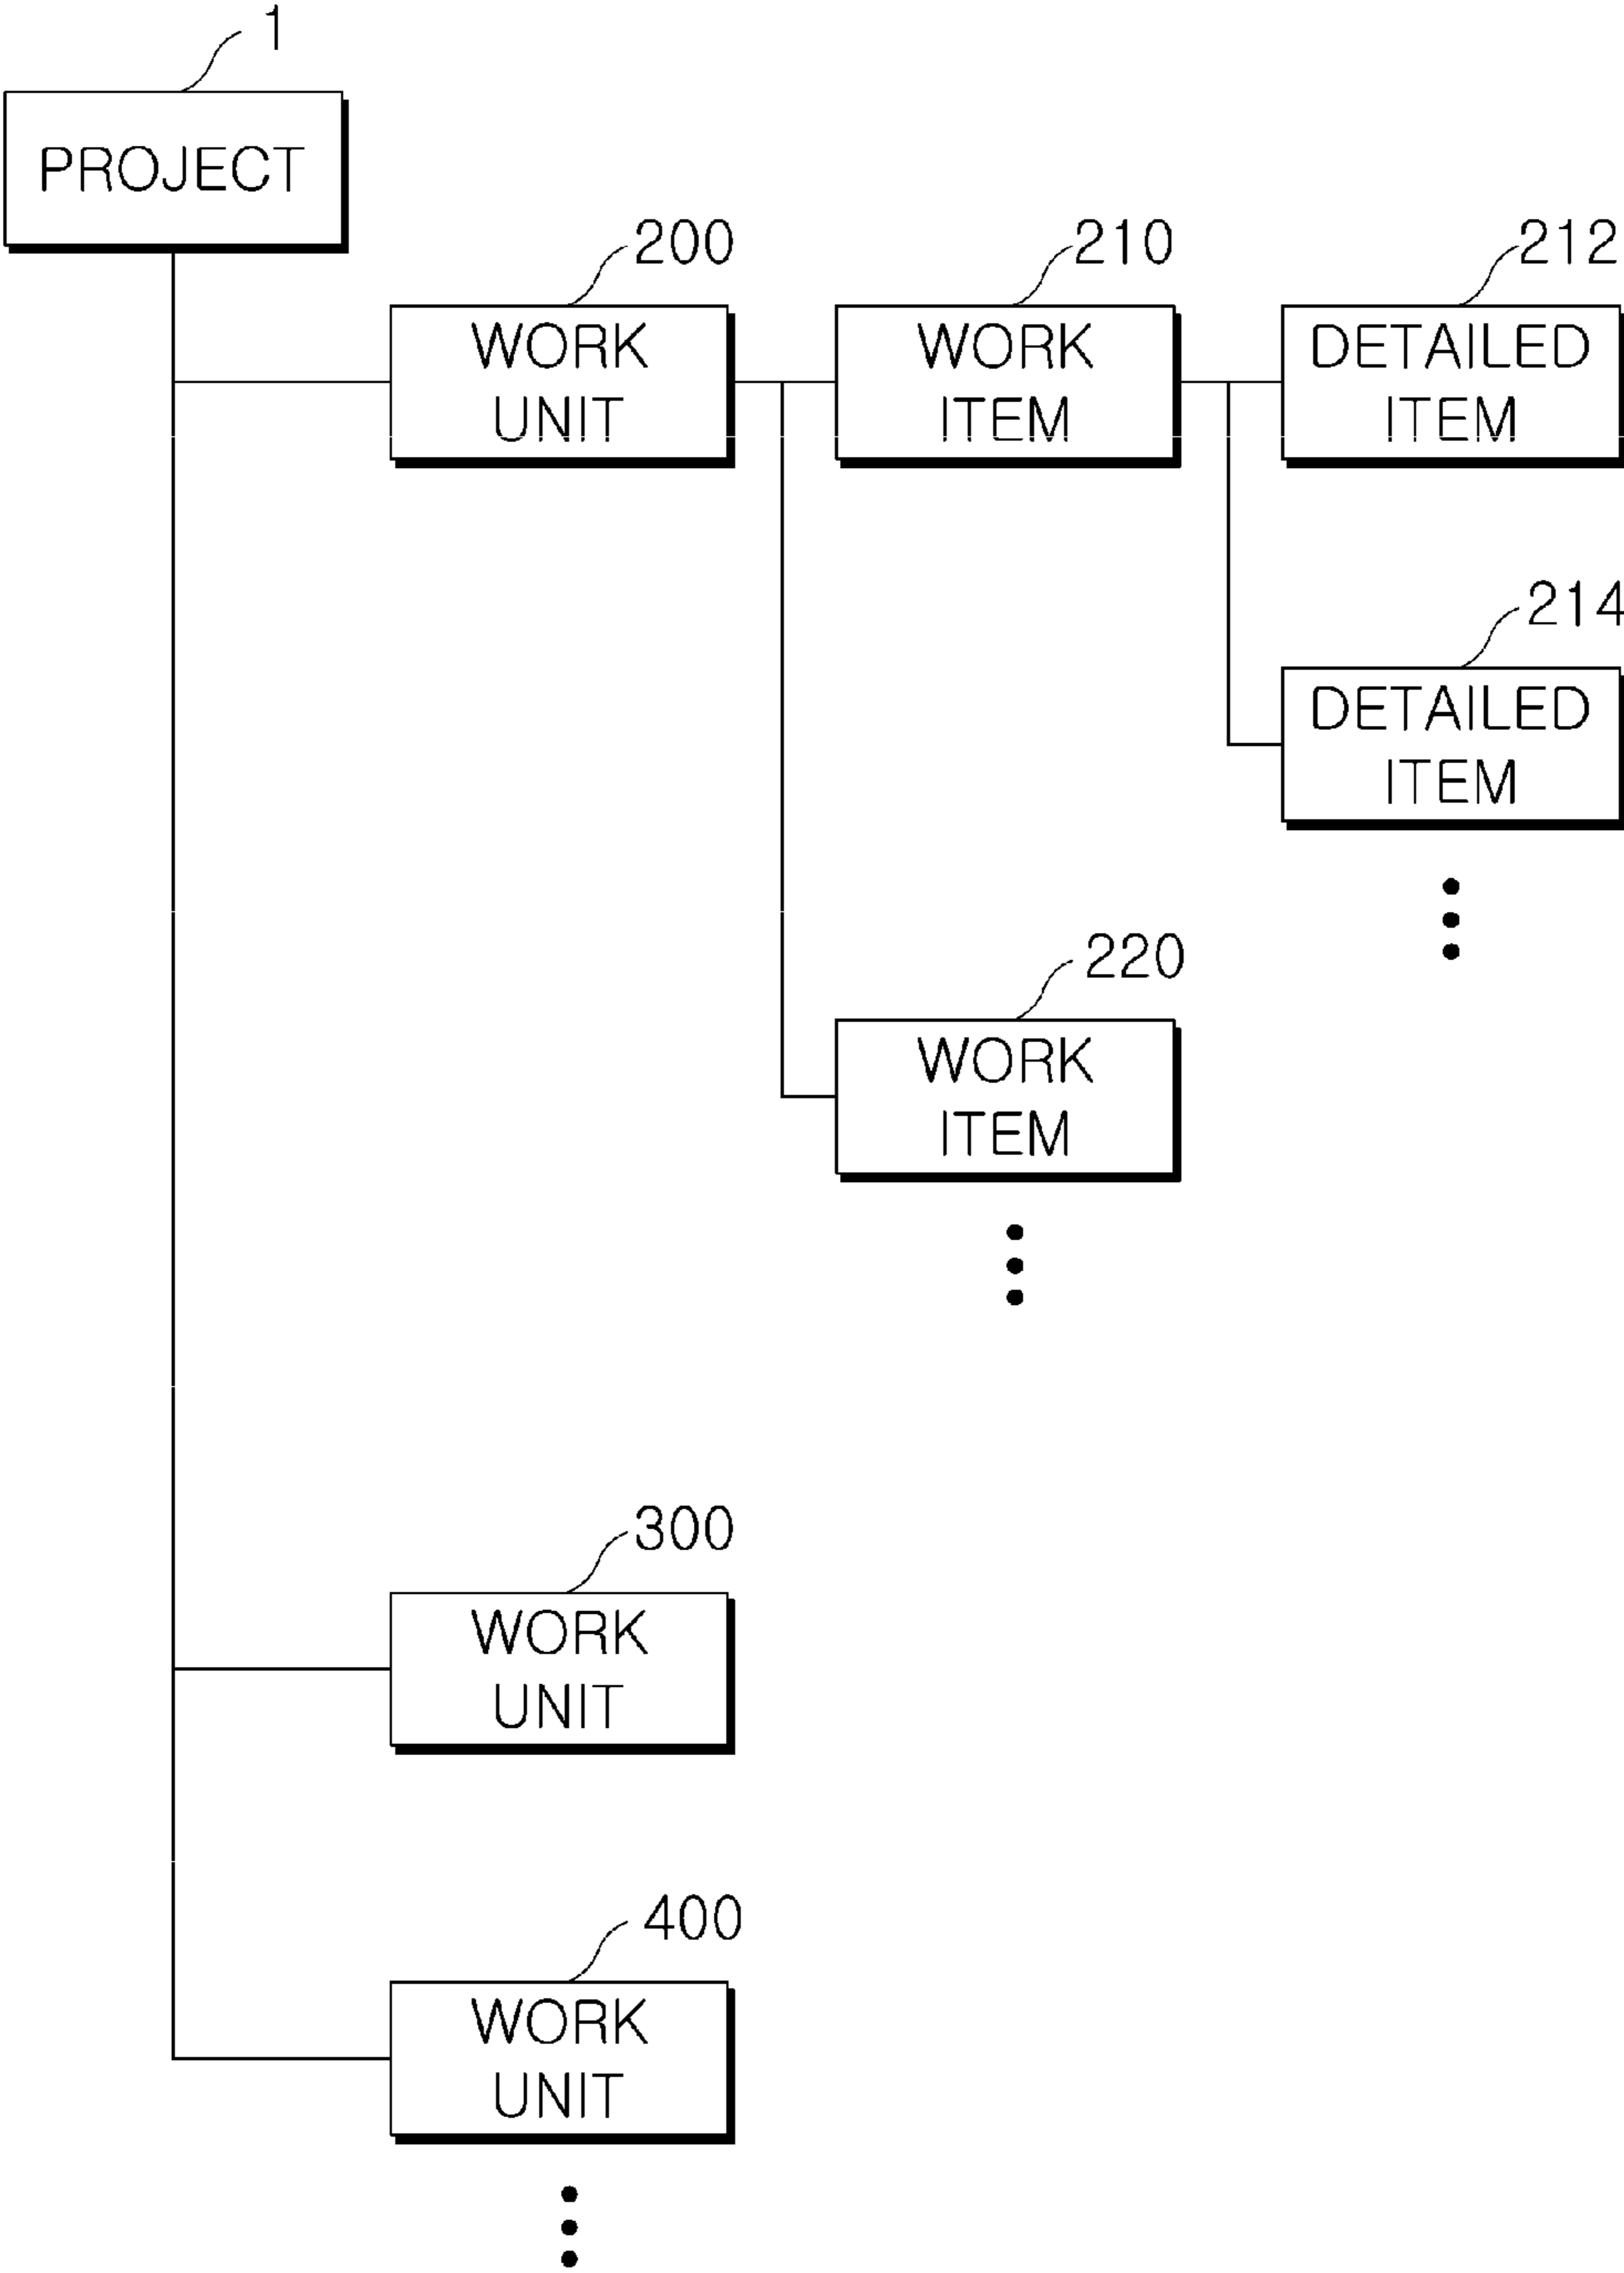 1
PROJECT
200
210
212
WORK
UNIT
WORK
ITEM
DETAILED
ITEM
214
DETAILED
ITEM
220
WORK
ITEM
300
WORK
UNIT
400
WORK
UNIT